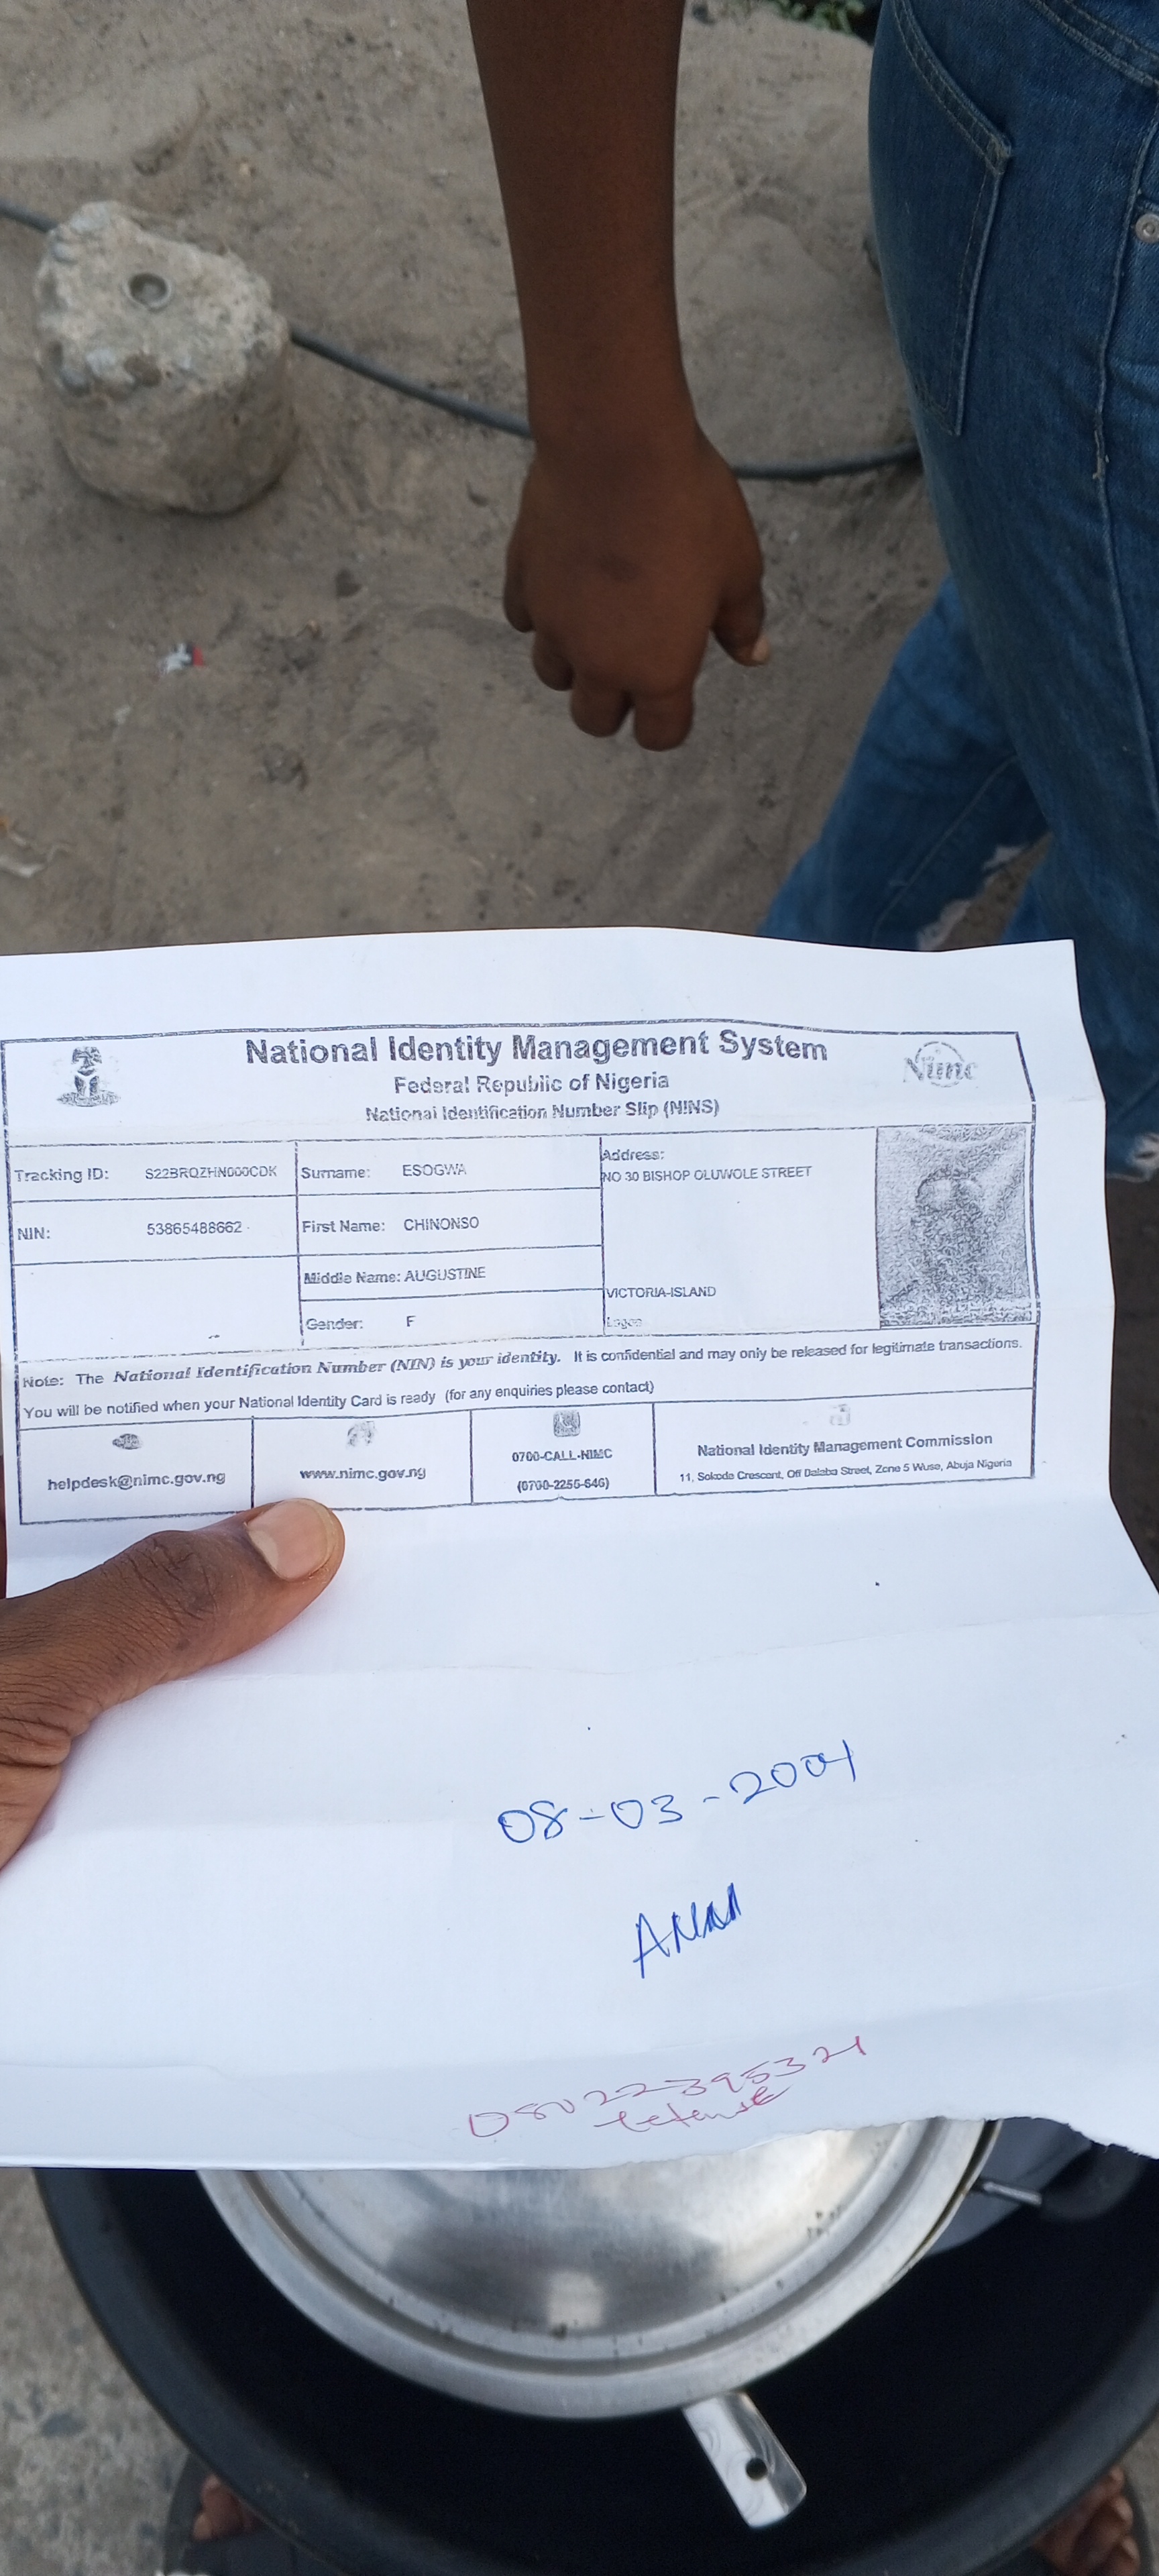 National Identity Management System
Federal Republic of Nigeria
National Identification Number Slip (NINS)
nimc
Tracking ID: S22BRQZHN000CDK
Surname: ESOGWA
Address:
NO 30 BISHOP OLUWOLE STREET
NIN: 53865488662
First Name: CHINONSO
Middle Name: AUGUSTINE
VICTORIA-ISLAND
Gender: F
Lagos
Note: The National Identification Number (NIN) is your identity. It is confidential and may only be released for legitimate transactions.
You will be notified when your National Identity Card is ready (for any enquiries please contact)
helpdesk@nimc.gov.ng
www.nimc.gov.ng
0700-CALL-NIMC
(0700-2255-646)
National Identity Management Commission
11, Sokode Crescent, Off Dalaba Street, Zone 5 Wuse, Abuja Nigeria
08-03-2001